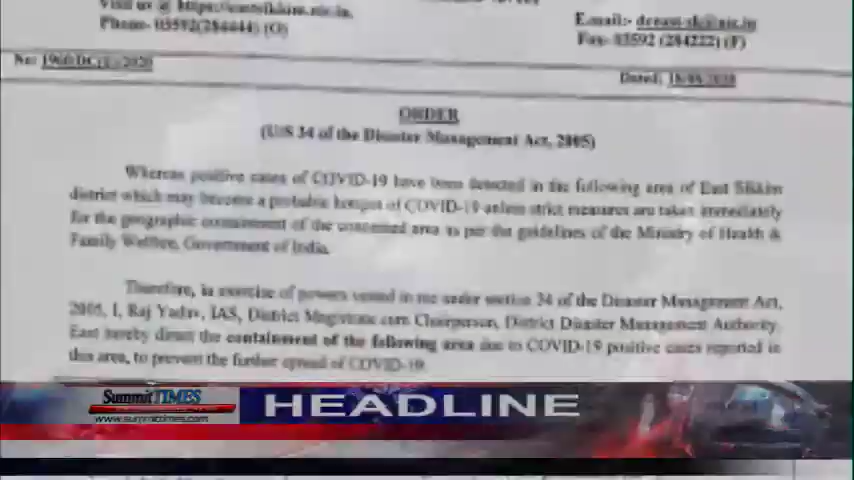 Visit us @ https://eastsikkim.nic.in,
Phone- 03592(284444) (O)
E.mail:- dceast-sk@nic.in
Fax- 03592 (284222) (F)
No: 1960/DC(E)/2020
Dated:
ORDER
(U/S 34 of the Disaster Management Act, 2005)
Whereas positive cases of COVID-19 have been detected in the following area of East Sikkim
district which may become a probable hotspot of COVID-19 unless strict measures are taken immediately
for the geographic containment of the concerned area as per the guidelines of the Ministry of Health &
Family Welfare, Government of India.
Therefore, in exercise of powers vested in me under section 34 of the Disaster Management Act,
2005, I, Raj Yadav, IAS, District Magistrate cum Chairperson, District Disaster Management Authority
East hereby direct the containment of the following area due to COVID-19 positive cases reported in
this area, to prevent the further spread of COVID-19.
Summit TIMES
www.summittimes.com
HEADLINE